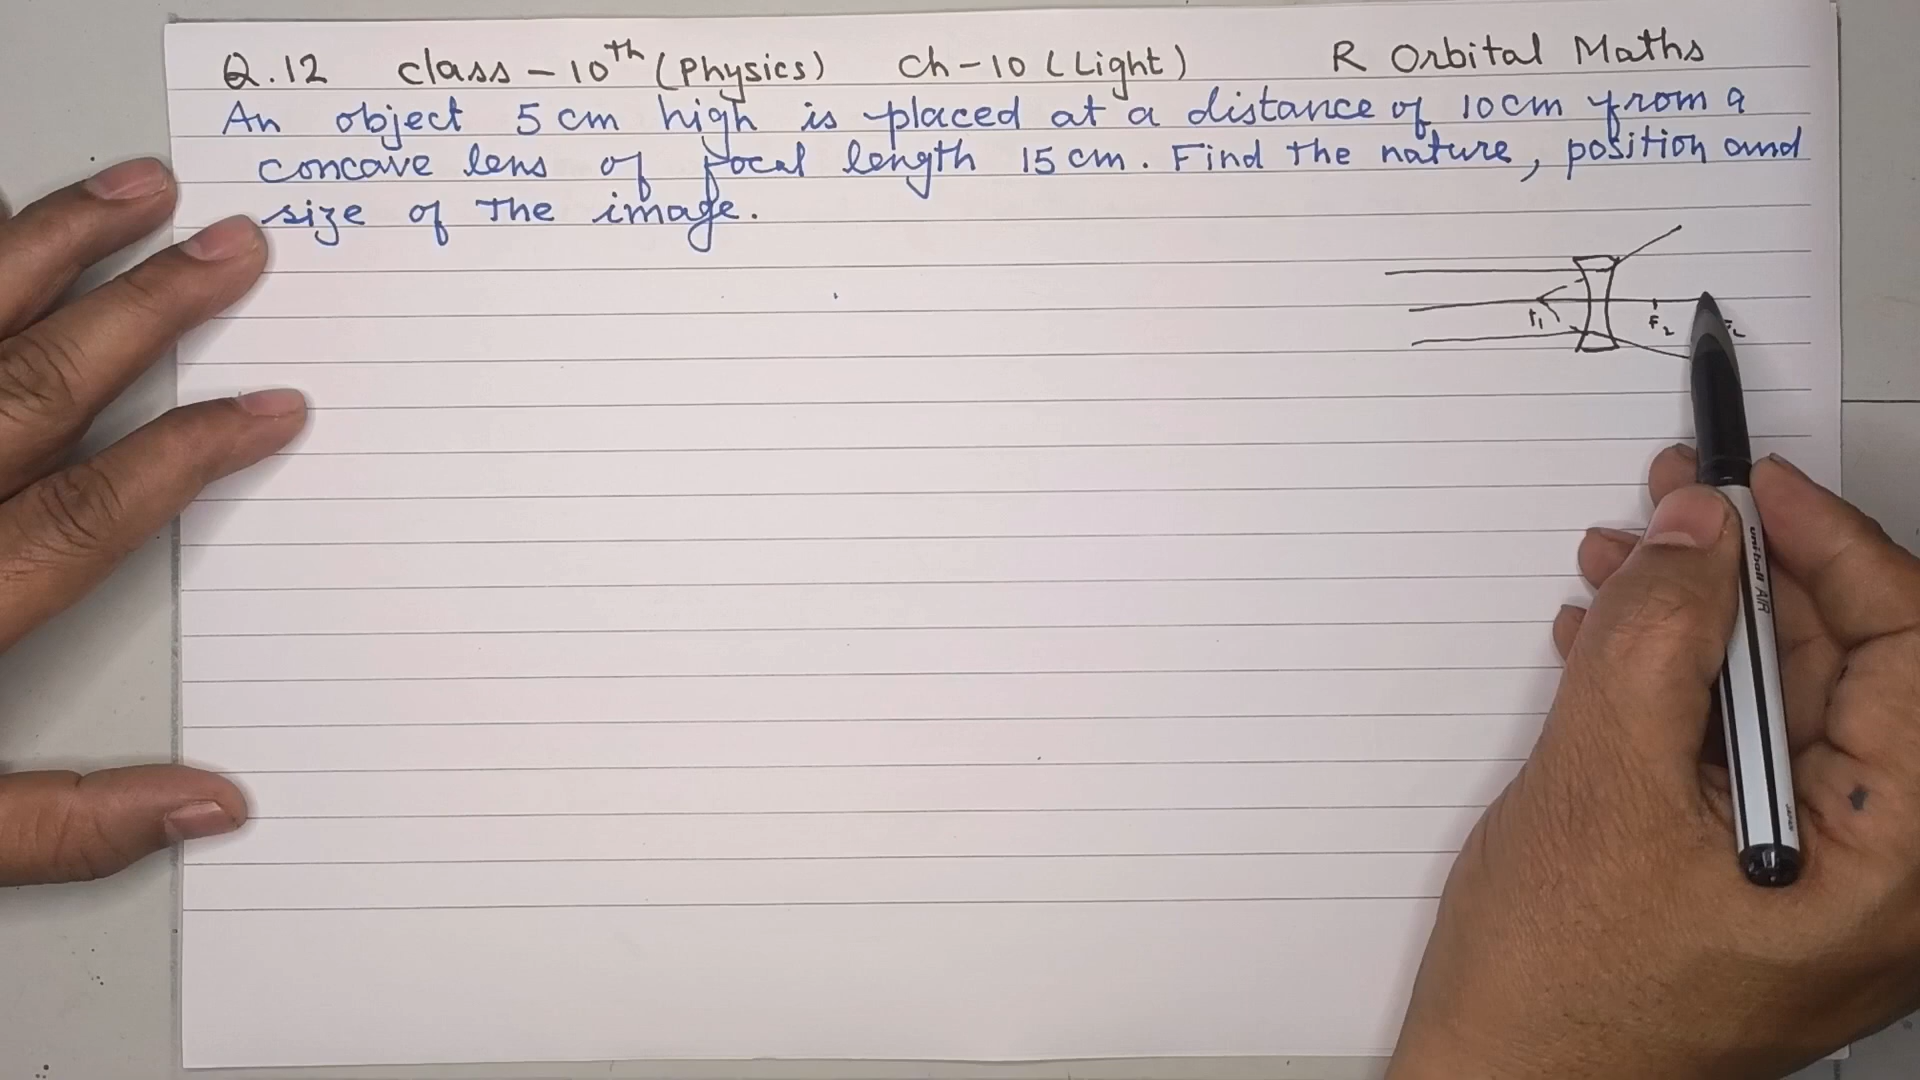 Q.12 class - 10th (Physics) Ch-10 (Light) R Orbital Maths
An object 5 cm high is placed at a distance of 10cm from a
concave lens of focal length 15 cm. Find the nature, position and
size of the image.
F1 F2
uniball AIR
JAPAN